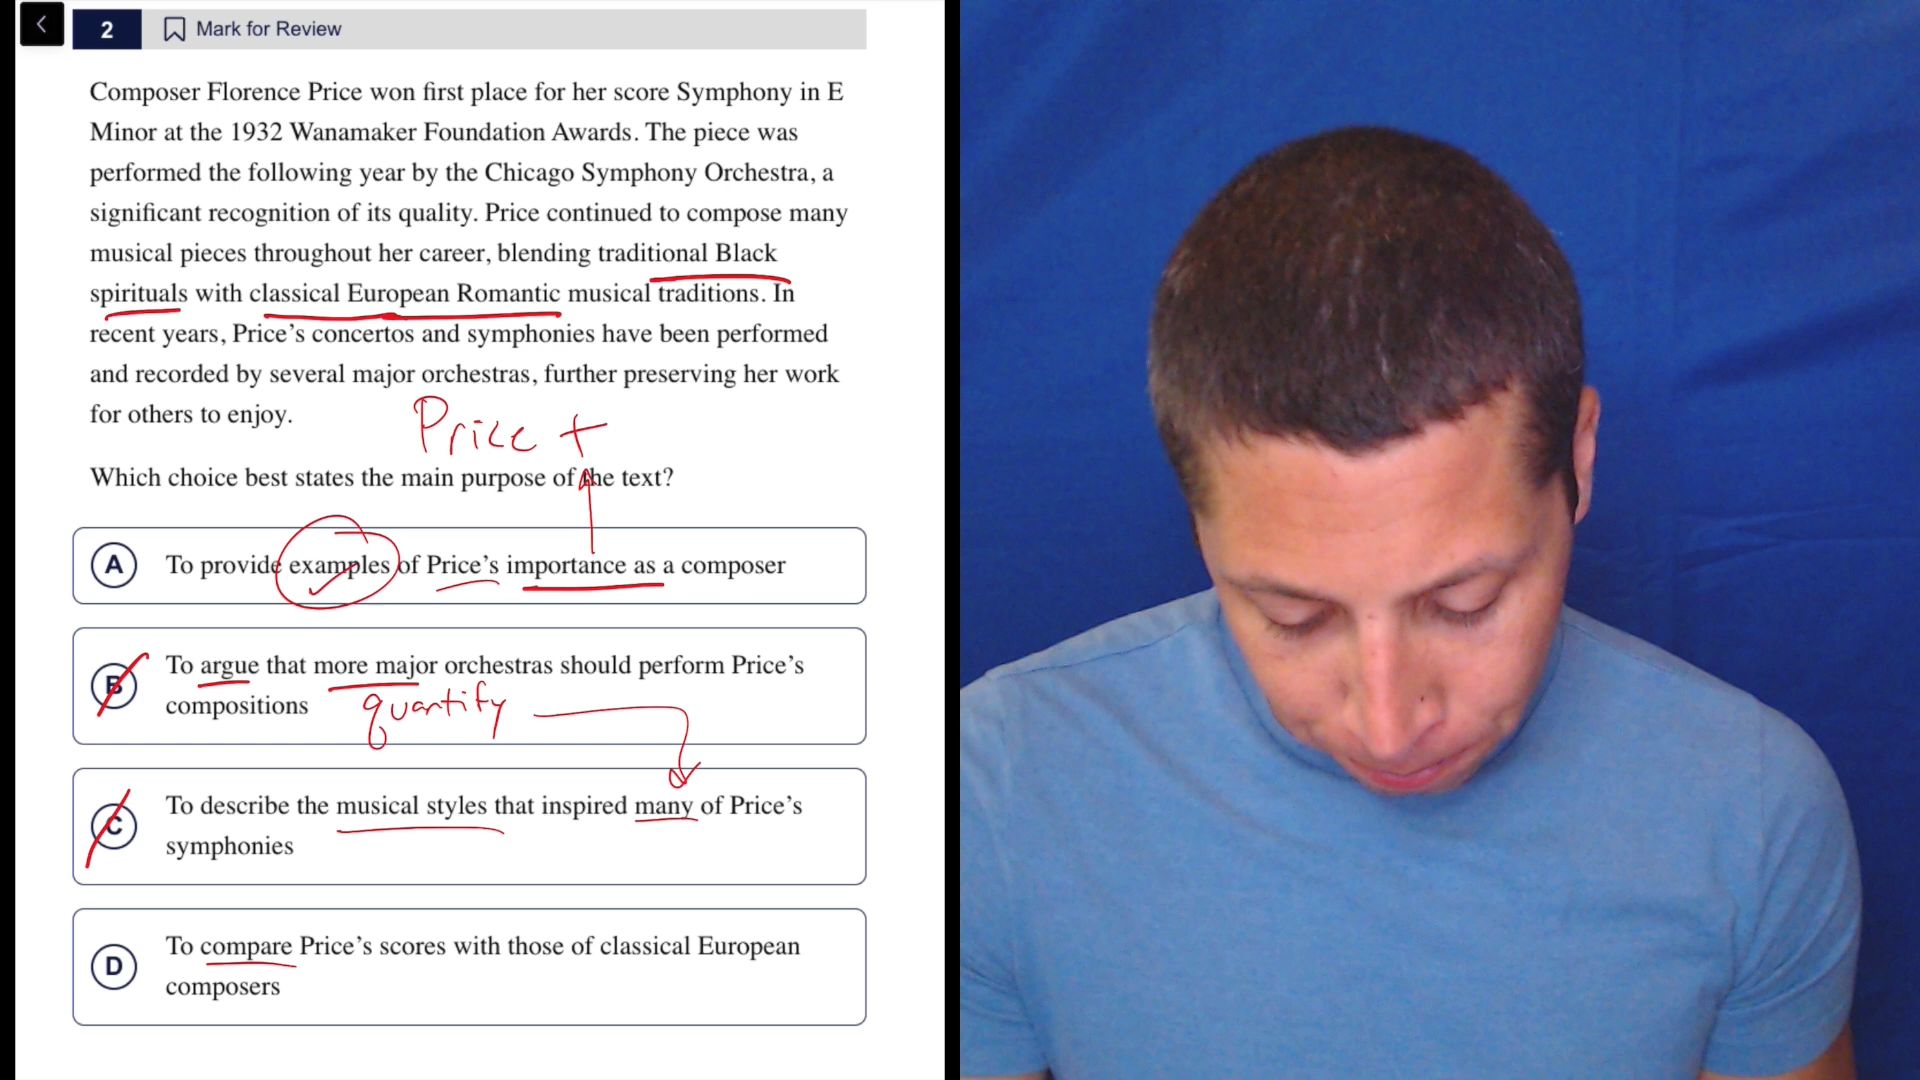 2 Mark for Review
Composer Florence Price won first place for her score Symphony in E
Minor at the 1932 Wanamaker Foundation Awards. The piece was
performed the following year by the Chicago Symphony Orchestra, a
significant recognition of its quality. Price continued to compose many
musical pieces throughout her career, blending traditional Black
spirituals with classical European Romantic musical traditions. In
recent years, Price’s concertos and symphonies have been performed
and recorded by several major orchestras, further preserving her work
for others to enjoy.
Price +
Which choice best states the main purpose of the text?
A To provide examples of Price’s importance as a composer
B To argue that more major orchestras should perform Price’s
compositions
quantify
C To describe the musical styles that inspired many of Price’s
symphonies
D To compare Price’s scores with those of classical European
composers